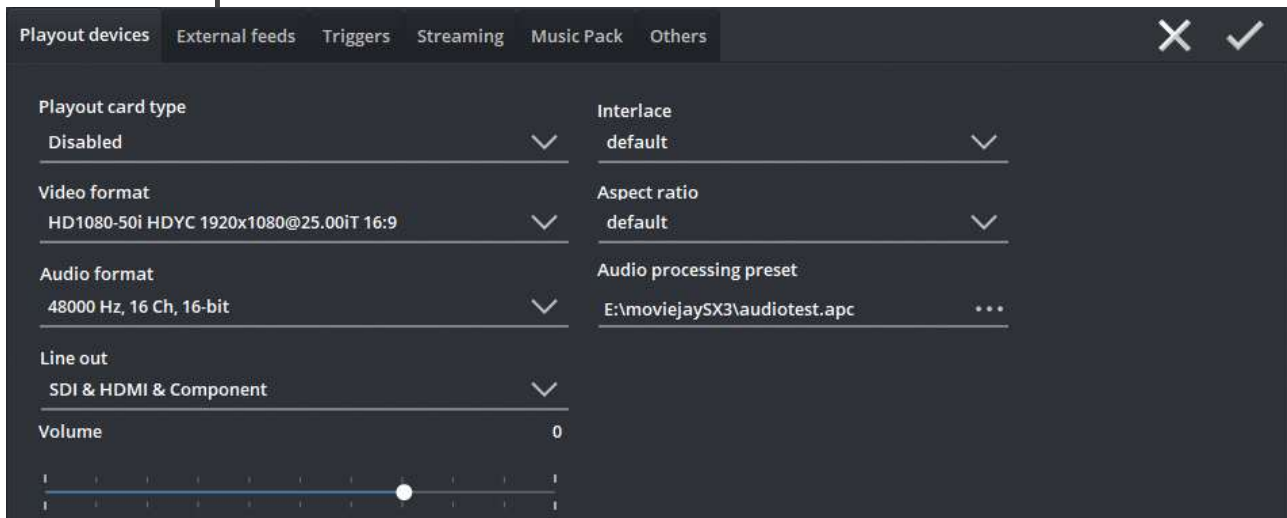 Playout devices External feeds Triggers Streaming Music Pack Others
Playout card type
Disabled
Video format
HD1080-50i HDYC 1920x1080@25.00iT 16:9
Audio format
48000 Hz, 16 Ch, 16-bit
Line out
SDI & HDMI & Component
Volume 0
Interlace
default
Aspect ratio
default
Audio processing preset
E:\moviejaySX3\audiotest.apc ...